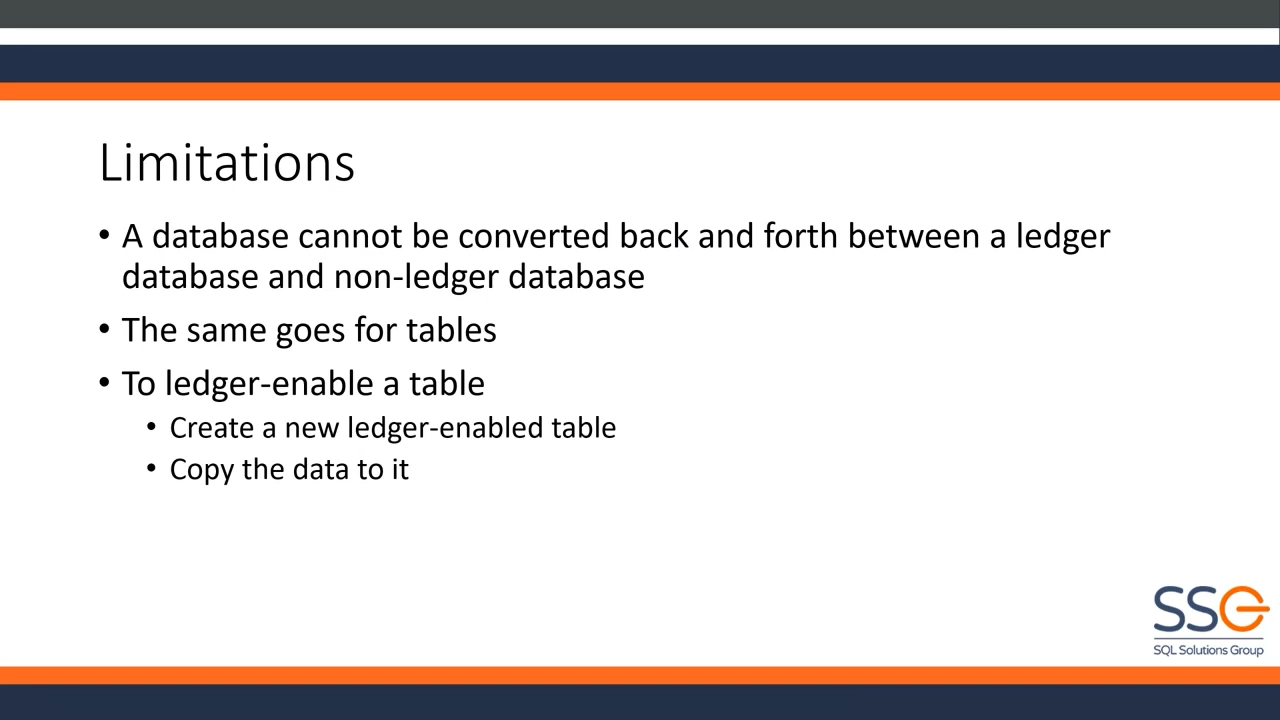 Limitations
• A database cannot be converted back and forth between a ledger
database and non-ledger database
• The same goes for tables
• To ledger-enable a table
• Create a new ledger-enabled table
• Copy the data to it
SSG
SQL Solutions Group